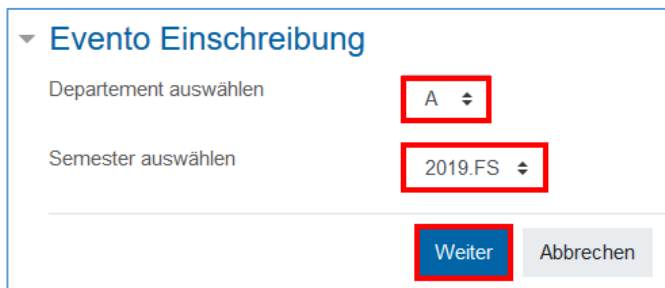 Evento Einschreibung
Departement auswählen
A
Semester auswählen
2019.FS
Weiter Abbrechen